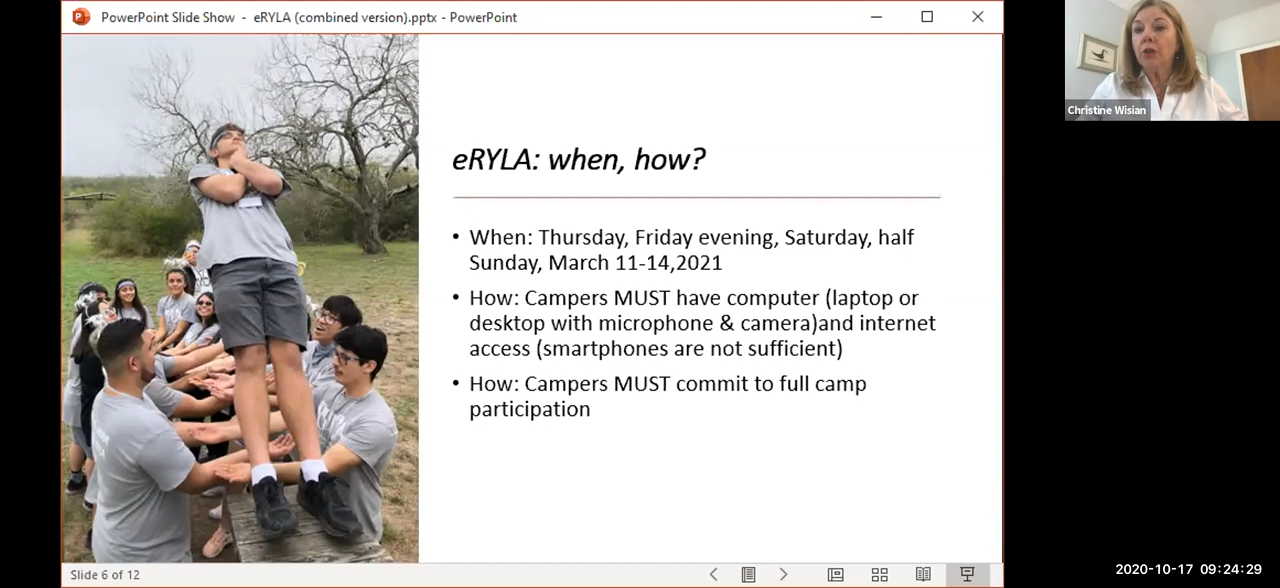 PowerPoint Slide Show - eRYLA (combined version).pptx - PowerPoint
Christine Wisian
eRYLA: when, how?
• When: Thursday, Friday evening, Saturday, half
Sunday, March 11-14,2021
• How: Campers MUST have computer (laptop or
desktop with microphone & camera)and internet
access (smartphones are not sufficient)
• How: Campers MUST commit to full camp
participation
Slide 6 of 12
2020-10-17 09:24:29